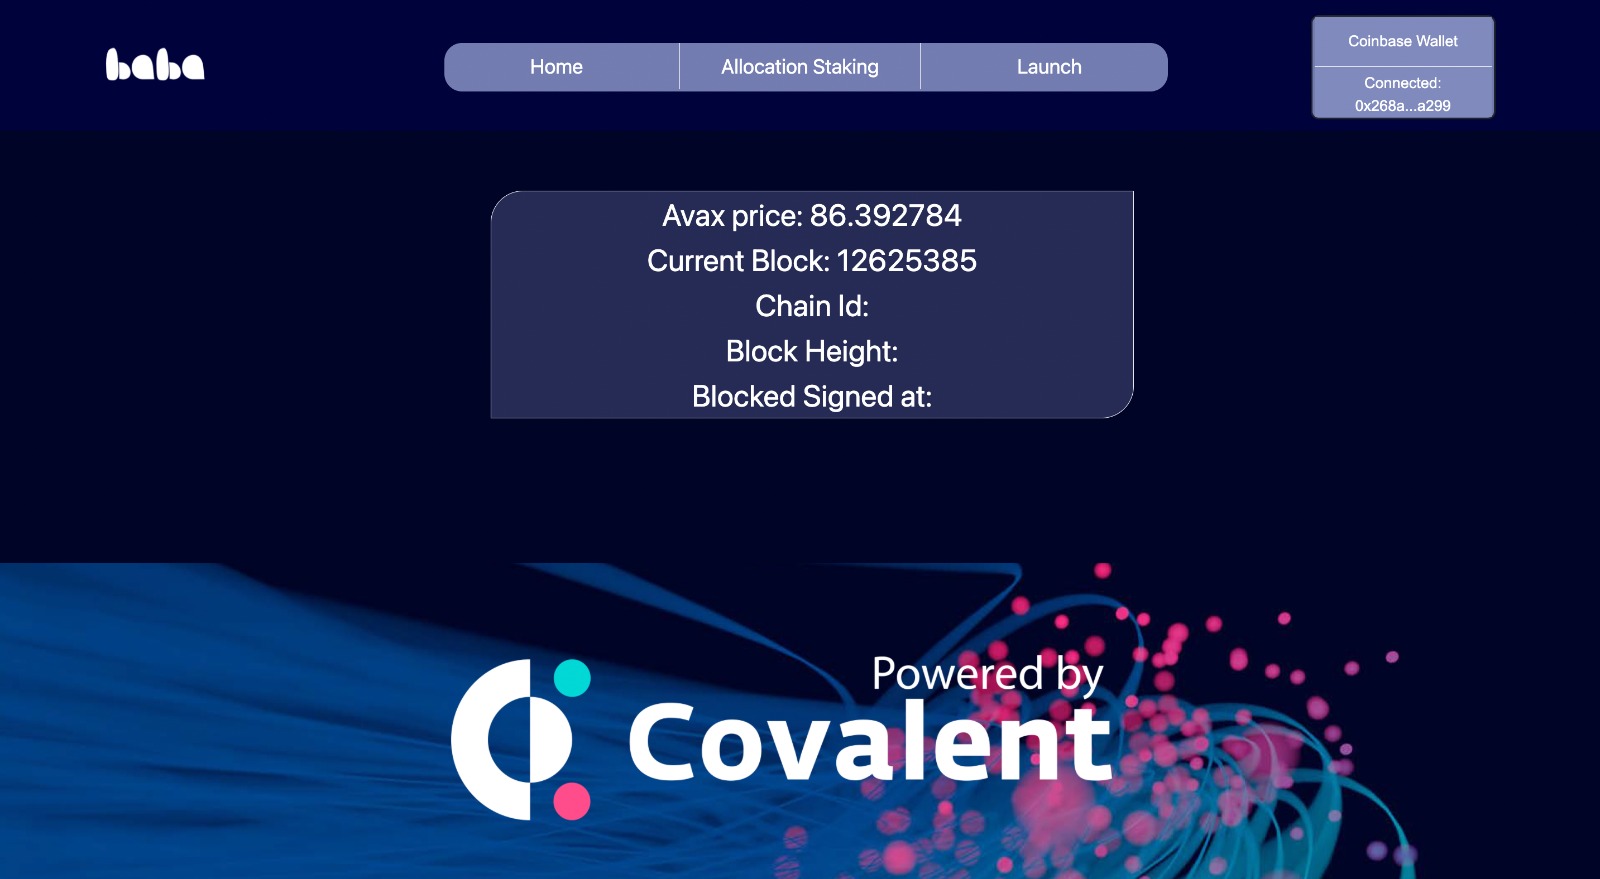 baba
Home
Allocation Staking
Launch
Coinbase Wallet
Connected:
0x268a...a299
Avax price: 86.392784
Current Block: 12625385
Chain Id:
Block Height:
Blocked Signed at:
Powered by
Covalent